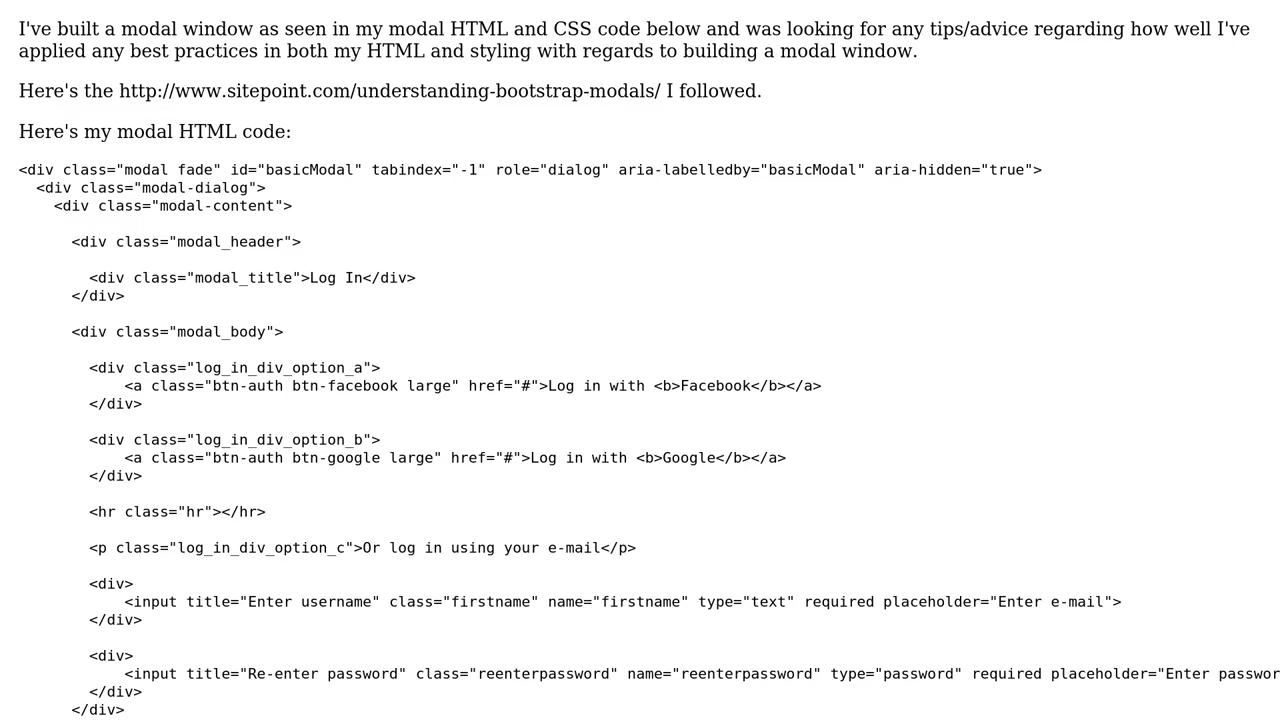 I've built a modal window as seen in my modal HTML and CSS code below and was looking for any tips/advice regarding how well I've
applied any best practices in both my HTML and styling with regards to building a modal window.
Here's the http://www.sitepoint.com/understanding-bootstrap-modals/ I followed.
Here's my modal HTML code:
<div class="modal fade" id="basicModal" tabindex="-1" role="dialog" aria-labelledby="basicModal" aria-hidden="true">
<div class="modal-dialog">
<div class="modal-content">
<div class="modal_header">
<div class="modal_title">Log In</div>
</div>
<div class="modal_body">
<div class="log_in_div_option_a">
<a class="btn-auth btn-facebook large" href="#">Log in with <b>Facebook</b></a>
</div>
<div class="log_in_div_option_b">
<a class="btn-auth btn-google large" href="#">Log in with <b>Google</b></a>
</div>
<hr class="hr"></hr>
<p class="log_in_div_option_c">Or log in using your e-mail</p>
<div>
<input title="Enter username" class="firstname" name="firstname" type="text" required placeholder="Enter e-mail">
</div>
<div>
<input title="Re-enter password" class="reenterpassword" name="reenterpassword" type="password" required placeholder="Enter passwor
</div>
</div>